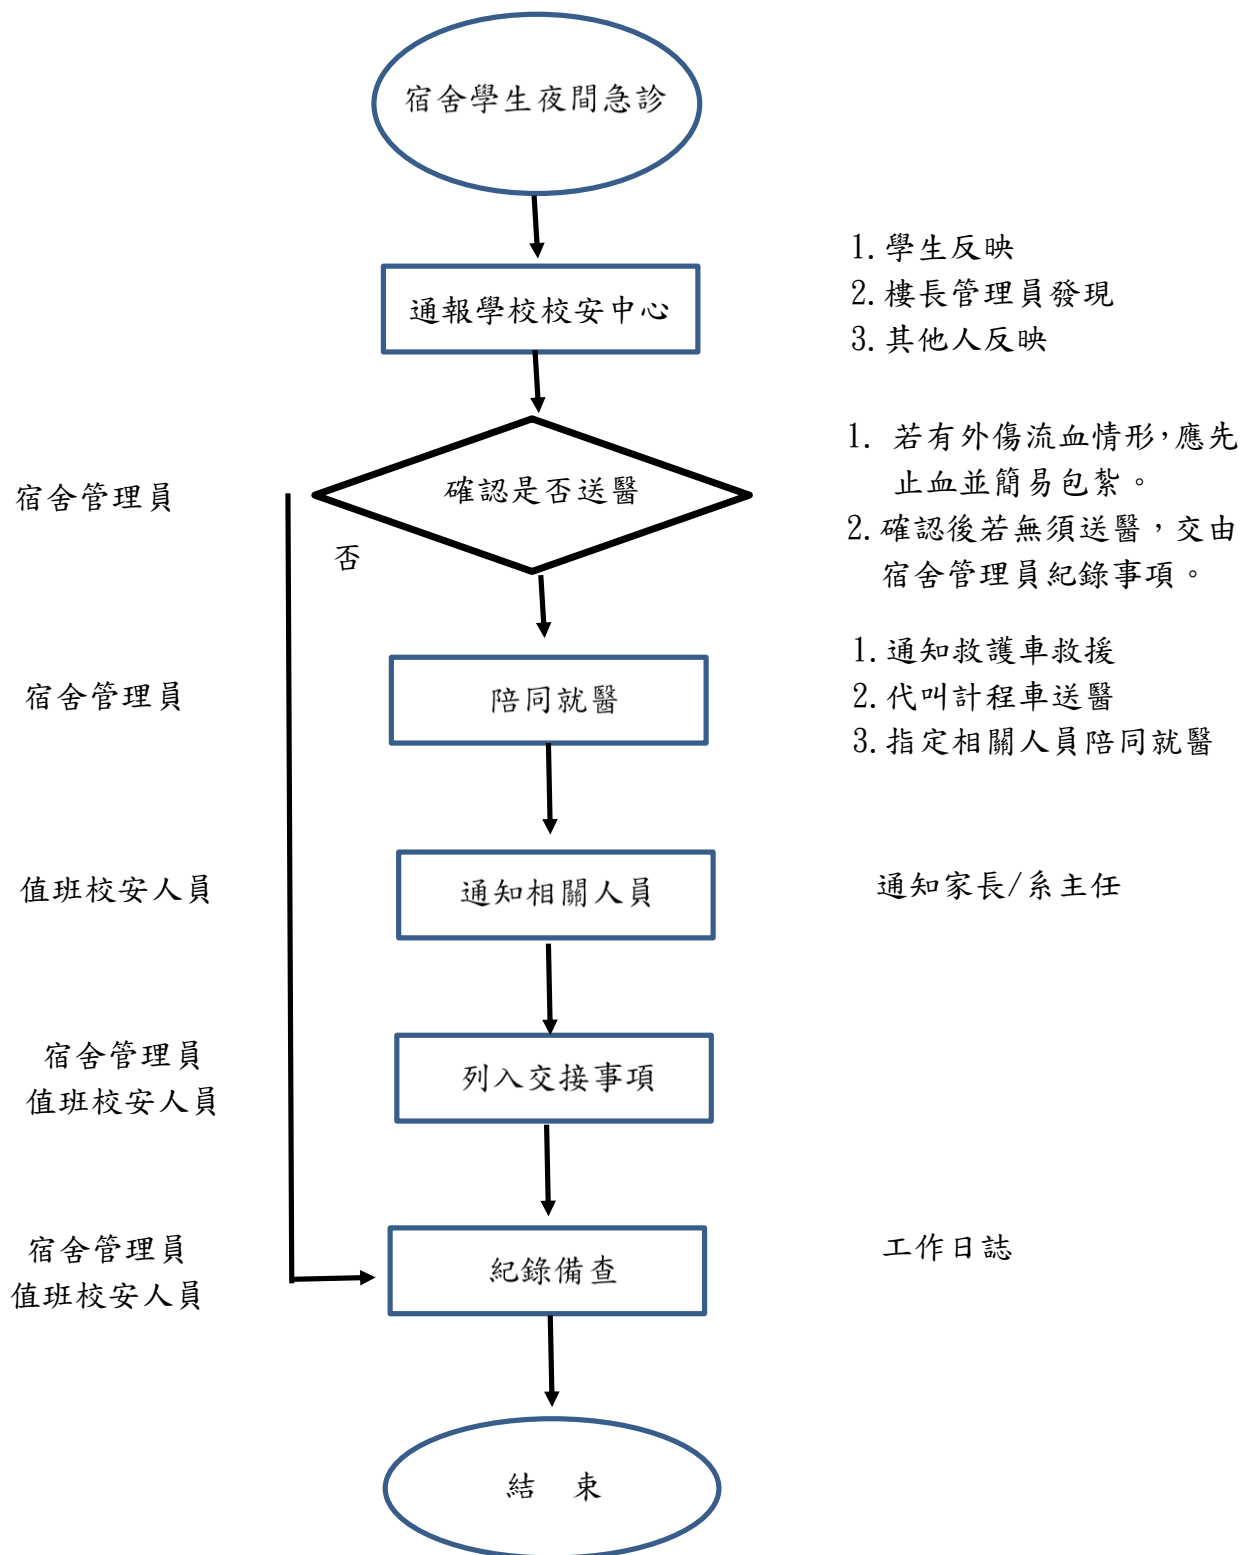 宿舍學生夜間急診
通報學校校安中心
1.學生反映
2.樓長管理員發現
3.其他人反映
宿舍管理員
確認是否送醫
否
1. 若有外傷流血情形,應先
止血並簡易包紮。
2.確認後若無須送醫,交由
宿舍管理員紀錄事項。
宿舍管理員
陪同就醫
1.通知救護車救援
2.代叫計程車送醫
3.指定相關人員陪同就醫
值班校安人員
通知相關人員
通知家長/系主任
宿舍管理員
值班校安人員
列入交接事項
宿舍管理員
值班校安人員
紀錄備查
工作日誌
結 束